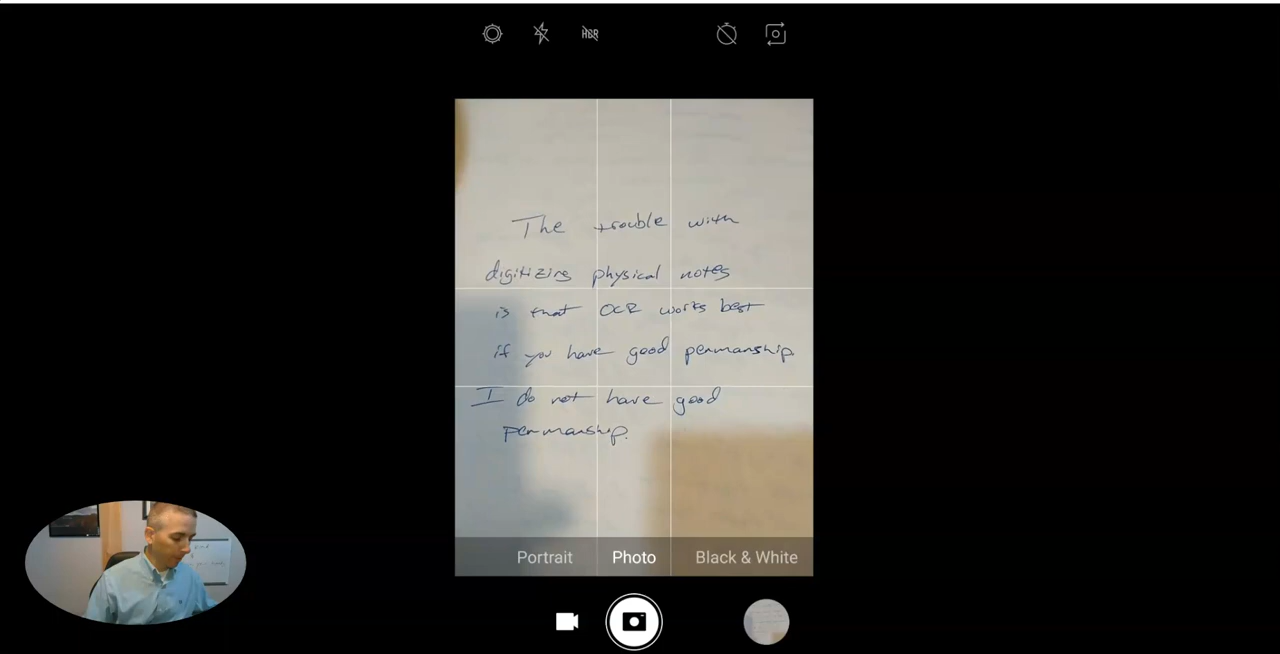 HDR
The trouble with
digitizing physical notes
is that OCR works best
if you have good penmanship
I do not have good
penmanship.
Portrait Photo Black & White